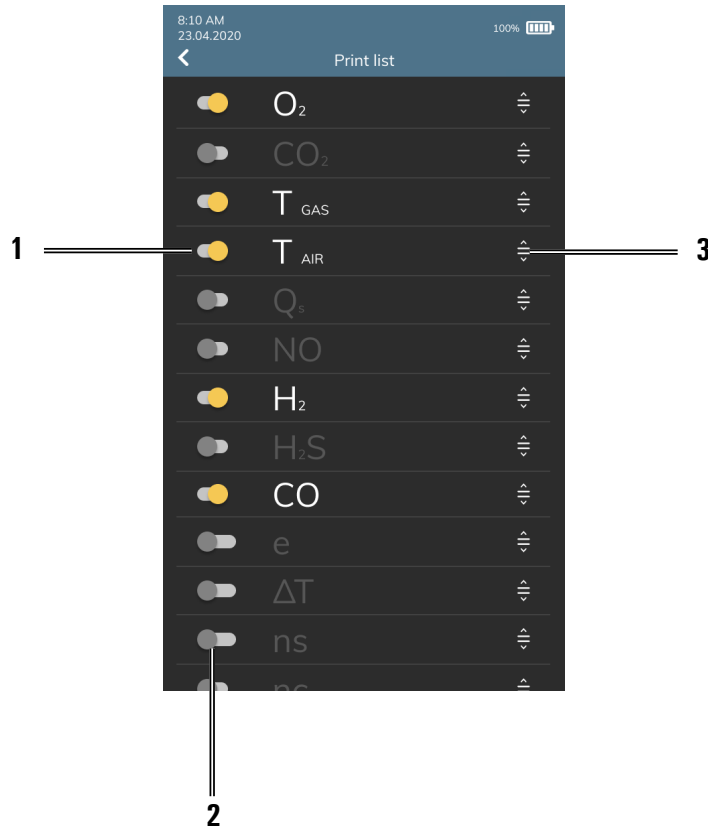 8:10 AM
23.04.2020
100%
Print list
O₂
CO₂
T GAS
1
T AIR
3
Qₛ
NO
H₂
H₂S
CO
e
ΔT
ns
2